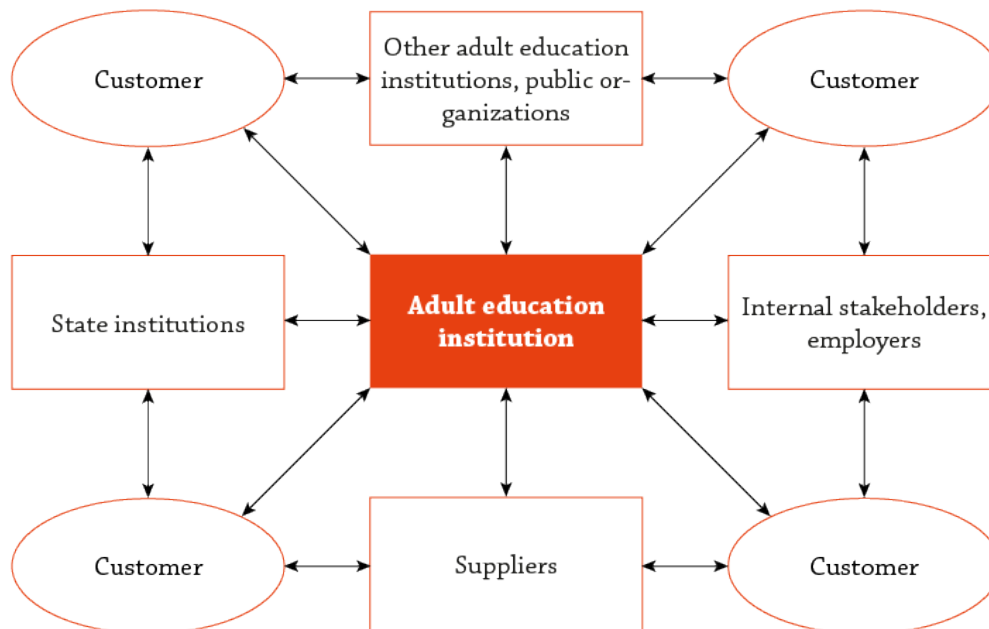 Customer
Other adult education
institutions, public or-
ganizations
Customer
State institutions
Adult education
institution
Internal stakeholders,
employers
Customer
Suppliers
Customer